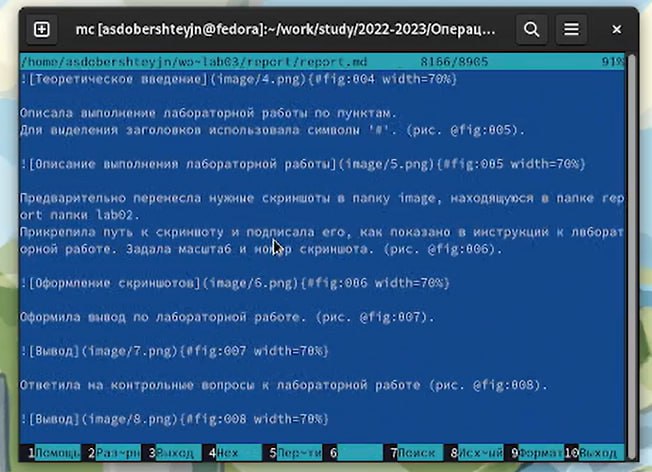 mc [asdobershteyjn@fedora]:~/work/study/2022-2023/Операц...
/home/asdobershteyjn/wo~lab03/report/report.md 8166/8905 91%
![Теоретическое введение](image/4.png){#fig:004 width=70%}
Описала выполнение лабораторной работы по пунктам.
Для выделения заголовков использовала символы '#'. (рис. @fig:005).
![Описание выполнения лабораторной работы](image/5.png){#fig:005 width=70%}
Предварительно перенесла нужные скриншоты в папку image, находящуюся в папке rep
ort папки lab02.
Прикрепила путь к скриншоту и подписала его, как показано в инструкции к лаборат
орной работе. Задала масштаб и номер скриншота. (рис. @fig:006).
![Оформление скриншотов](image/6.png){#fig:006 width=70%}
Оформила вывод по лабораторной работе. (рис. @fig:007).
![Вывод](image/7.png){#fig:007 width=70%}
Ответила на контрольные вопросы к лабораторной работе (рис. @fig:008).
![Вывод](image/8.png){#fig:008 width=70%}
1Помощь 2Раз~рн 3Выход 4Hex 5Пер~ти 6 7Поиск 8Исх~ый 9Формат 10Выход